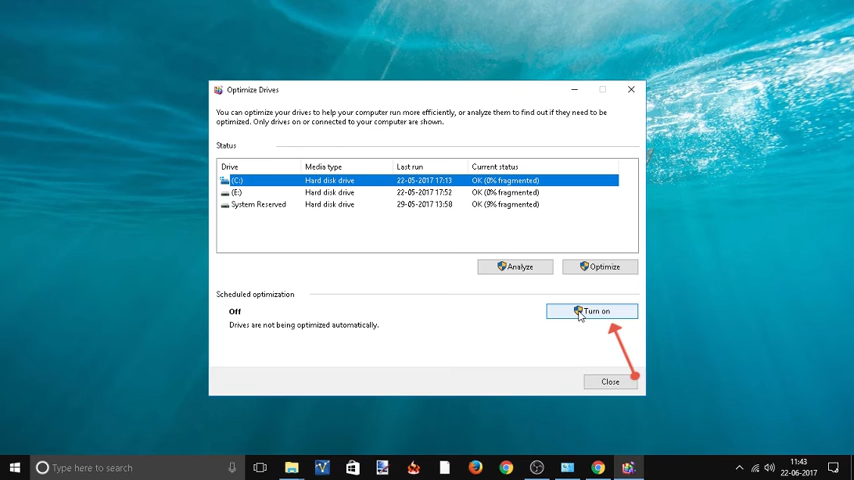 Optimize Drives
You can optimize your drives to help your computer run more efficiently, or analyze them to find out if they need to be
optimized. Only drives on or connected to your computer are shown.
Status
Drive Media type Last run Current status
(C:) Hard disk drive 22-05-2017 17:13 OK (0% fragmented)
(E:) Hard disk drive 22-05-2017 17:52 OK (0% fragmented)
System Reserved Hard disk drive 29-05-2017 13:58 OK (9% fragmented)
Analyze Optimize
Scheduled optimization
Off
Turn on
Drives are not being optimized automatically.
Close
Type here to search
11:43
22-06-2017